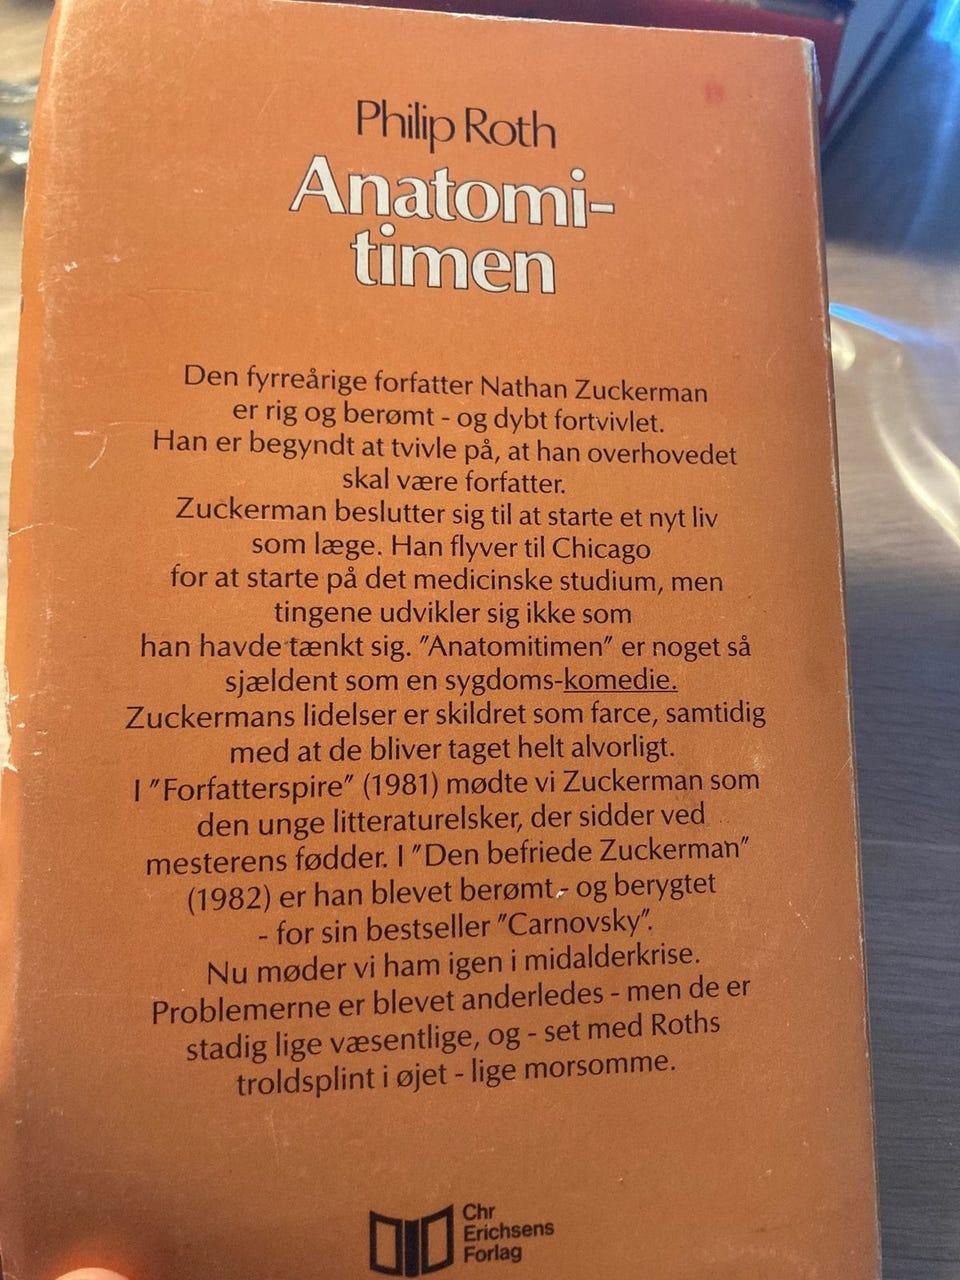 Philip Roth
Anatomi-
timen
Den fyrreårige forfatter Nathan Zuckerman
er rig og berømt - og dybt fortvivlet.
Han er begyndt at tvivle på, at han overhovedet
skal være forfatter.
Zuckerman beslutter sig til at starte et nyt liv
som læge. Han flyver til Chicago
for at starte på det medicinske studium, men
tingene udvikler sig ikke som
han havde tænkt sig. "Anatomitimen" er noget så
sjældent som en sygdoms-komedie.
Zuckermans lidelser er skildret som farce, samtidig
med at de bliver taget helt alvorligt.
I "Forfatterspire" (1981) mødte vi Zuckerman som
den unge litteraturelsker, der sidder ved
mesterens fødder. I "Den befriede Zuckerman"
(1982) er han blevet berømt - og berygtet
- for sin bestseller "Carnovsky".
Nu møder vi ham igen i midalderkrise.
Problemerne er blevet anderledes - men de er
stadig lige væsentlige, og - set med Roths
troldsplint i øjet - lige morsomme.
Chr
Erichsens
Forlag